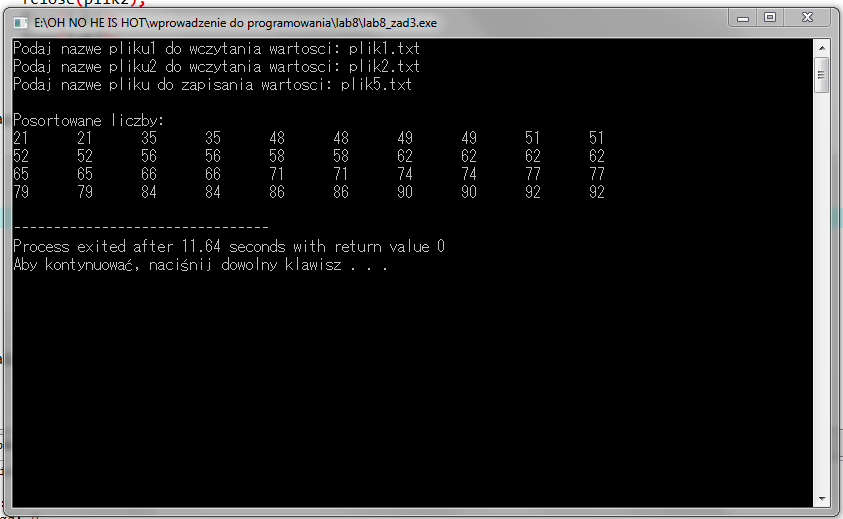 fclose(plik2);
E:\OH NO HE IS HOT\wprowadzenie do programowania\lab8\lab8_zad3.exe
Podaj nazwe pliku1 do wczytania wartosci: plik1.txt
Podaj nazwe pliku2 do wczytania wartosci: plik2.txt
Podaj nazwe pliku do zapisania wartosci: plik5.txt
Posortowane liczby:
21 21 35 35 48 48 49 49 51 51
52 52 56 56 58 58 62 62 62 62
65 65 66 66 71 71 74 74 77 77
79 79 84 84 86 86 90 90 92 92
--------------------------------
Process exited after 11.64 seconds with return value 0
Aby kontynuować, naciśnij dowolny klawisz . . .